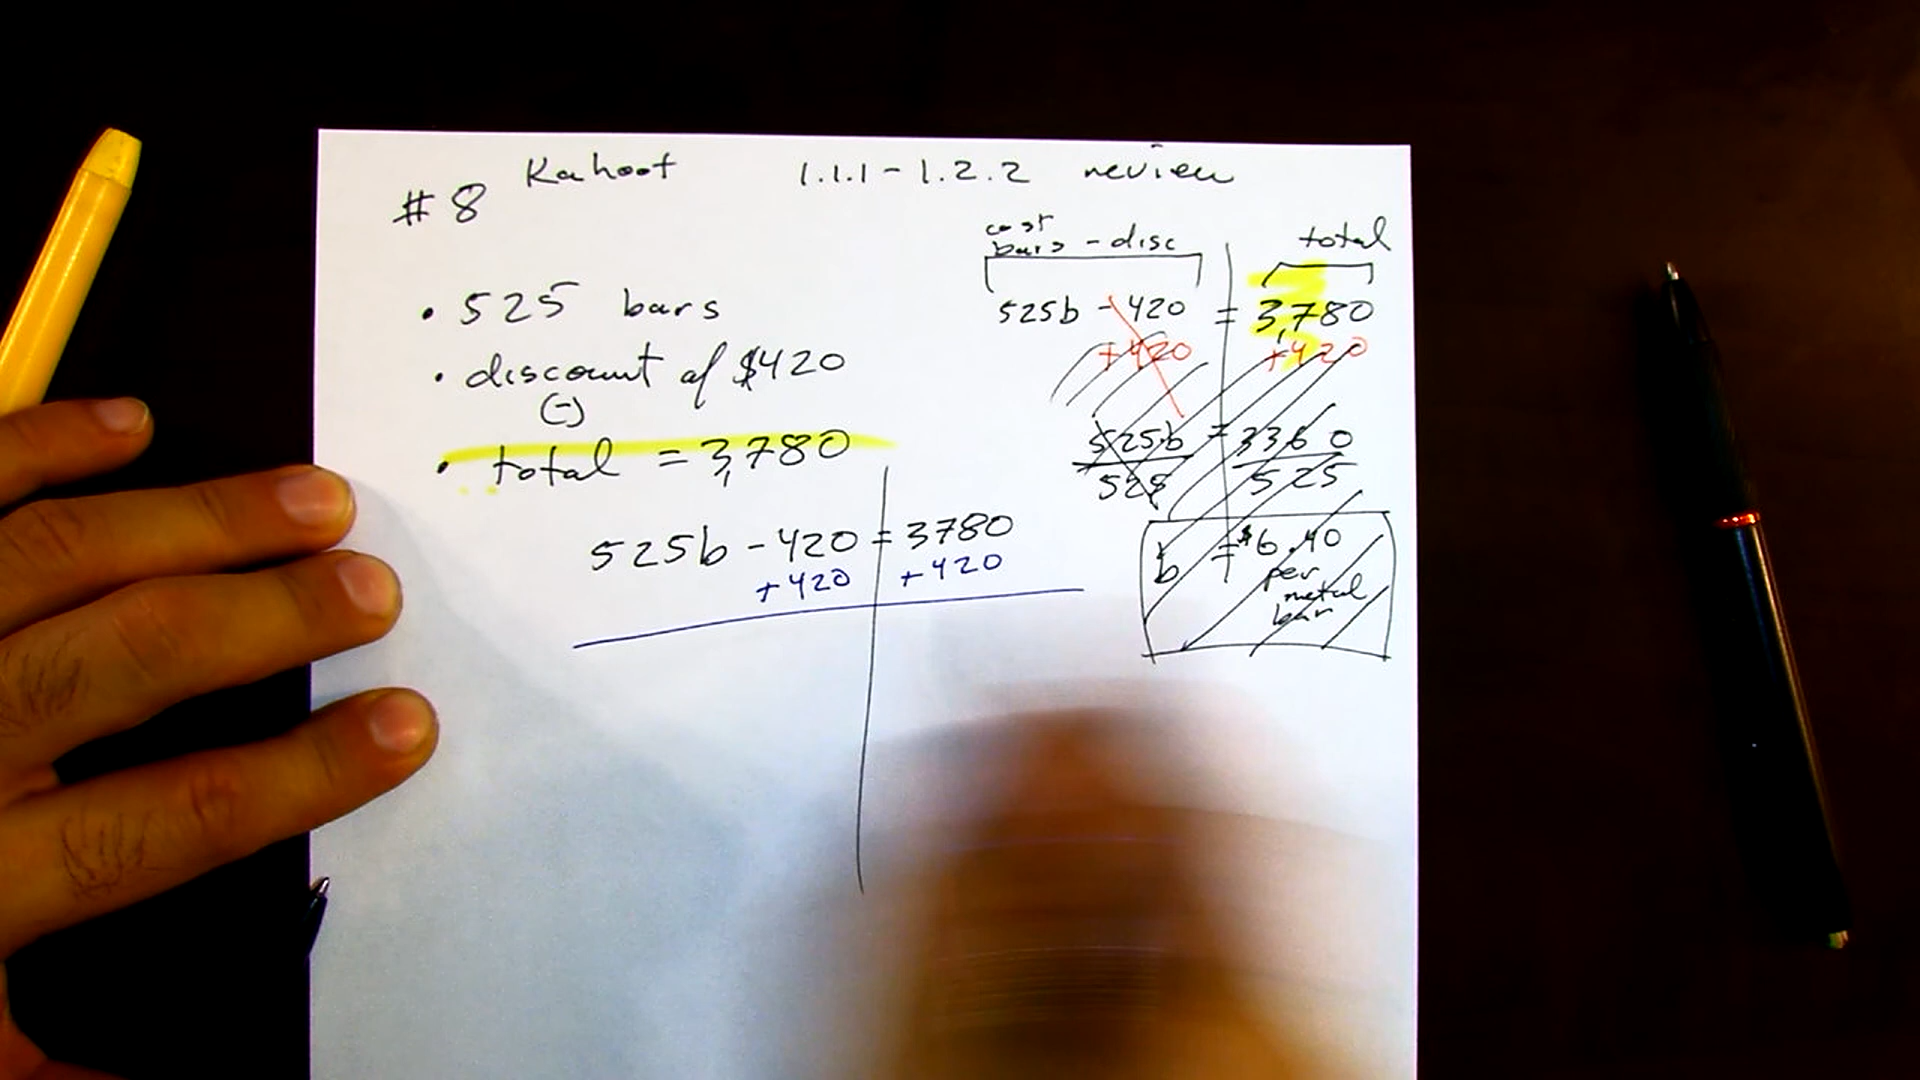 Kahoot 1.1.1 - 1.2.2 review
#8
• 525 bars
• discount of $420
(-)
• total = 3,780
525b - 420 = 3780
+420 +420
cost
bars - disc total
525b - 420 = 3,780
+420 +420
525b = 3360
525 525
b = $6.40
per
metal
bar